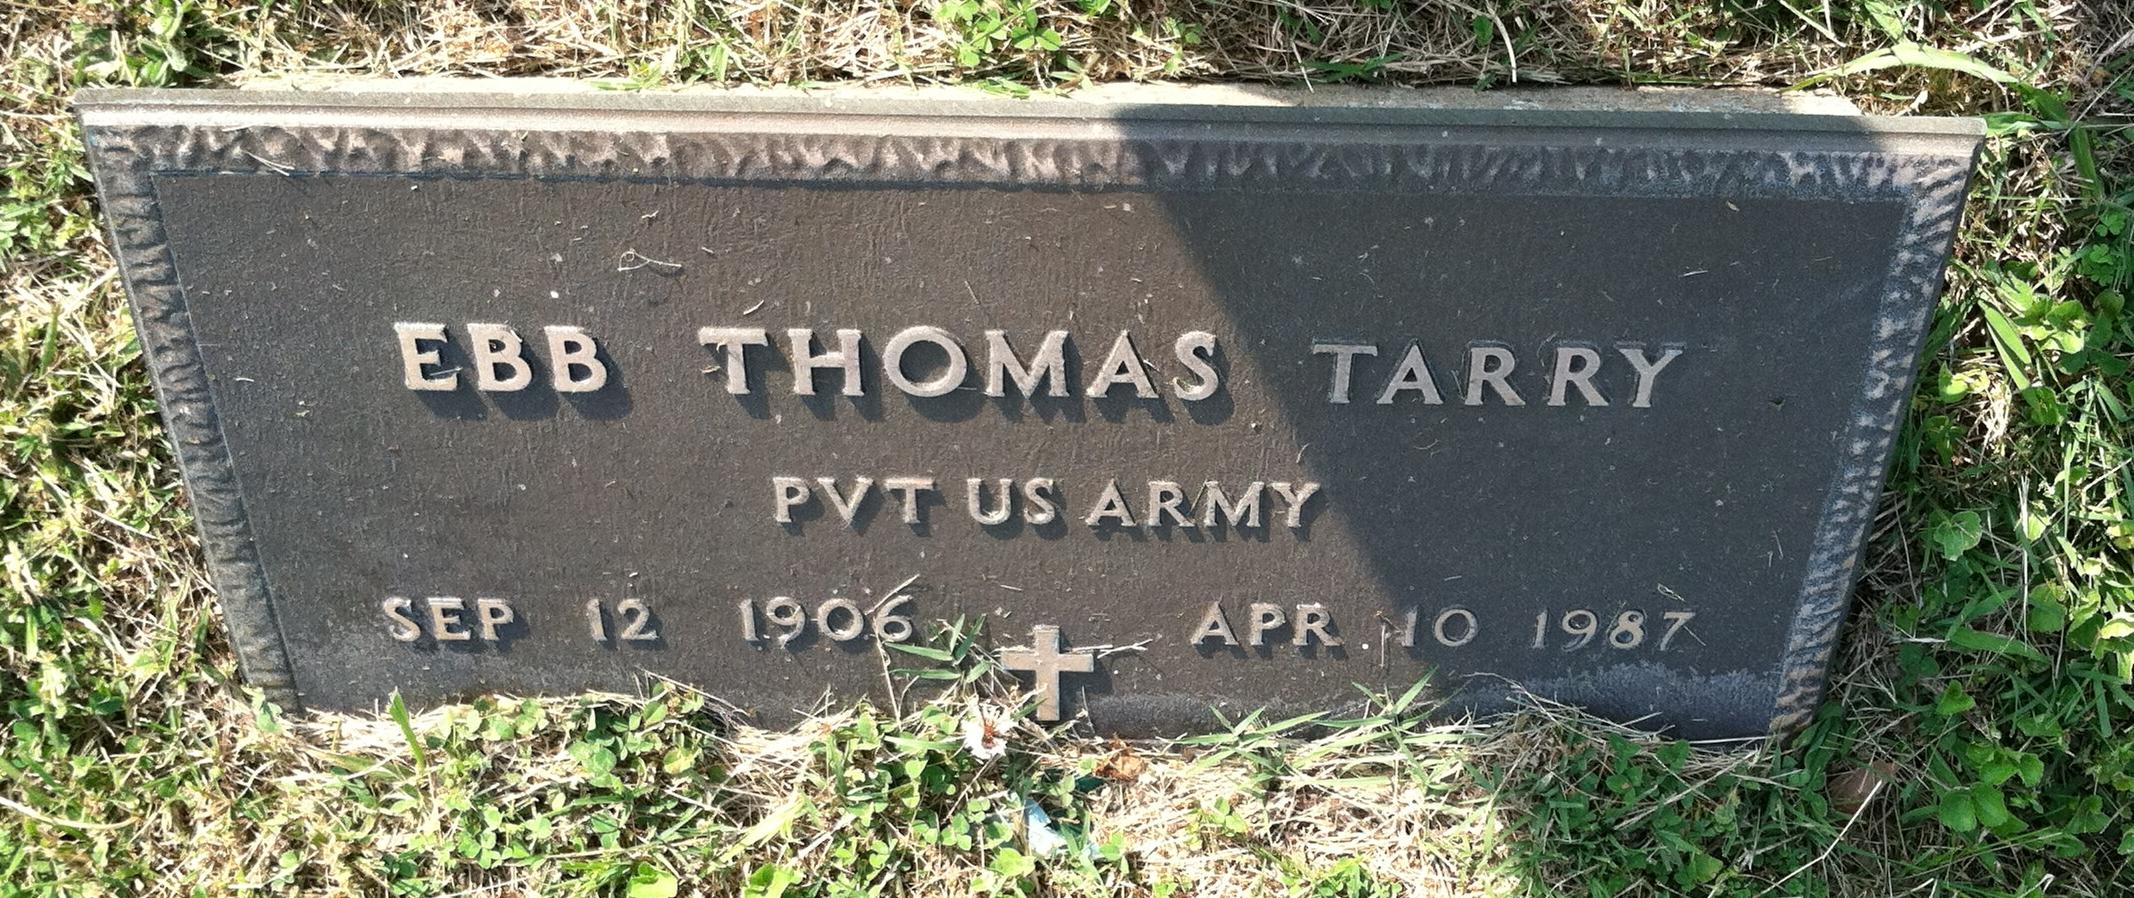 EBB THOMAS TARRY
PVT US ARMY
SEP 12 1906 APR 10 1987